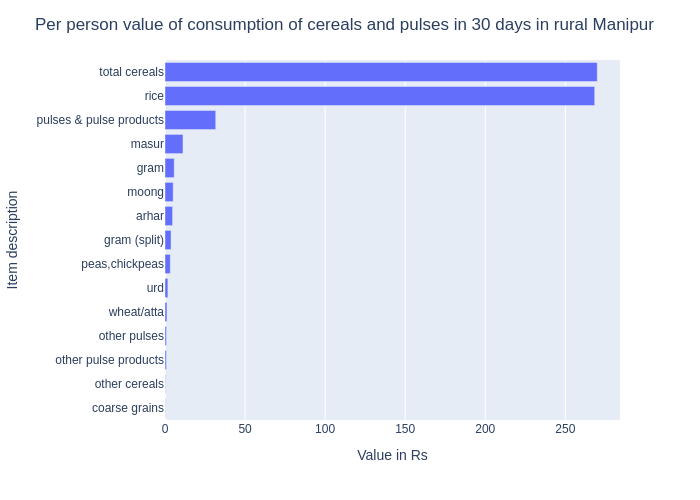 Per person value of consumption of cereals and pulses in 30 days in rural Manipur
Item description
total cereals
rice
pulses & pulse products
masur
gram
moong
arhar
gram (split)
peas,chickpeas
urd
wheat/atta
other pulses
other pulse products
other cereals
coarse grains
0 50 100 150 200 250
Value in Rs